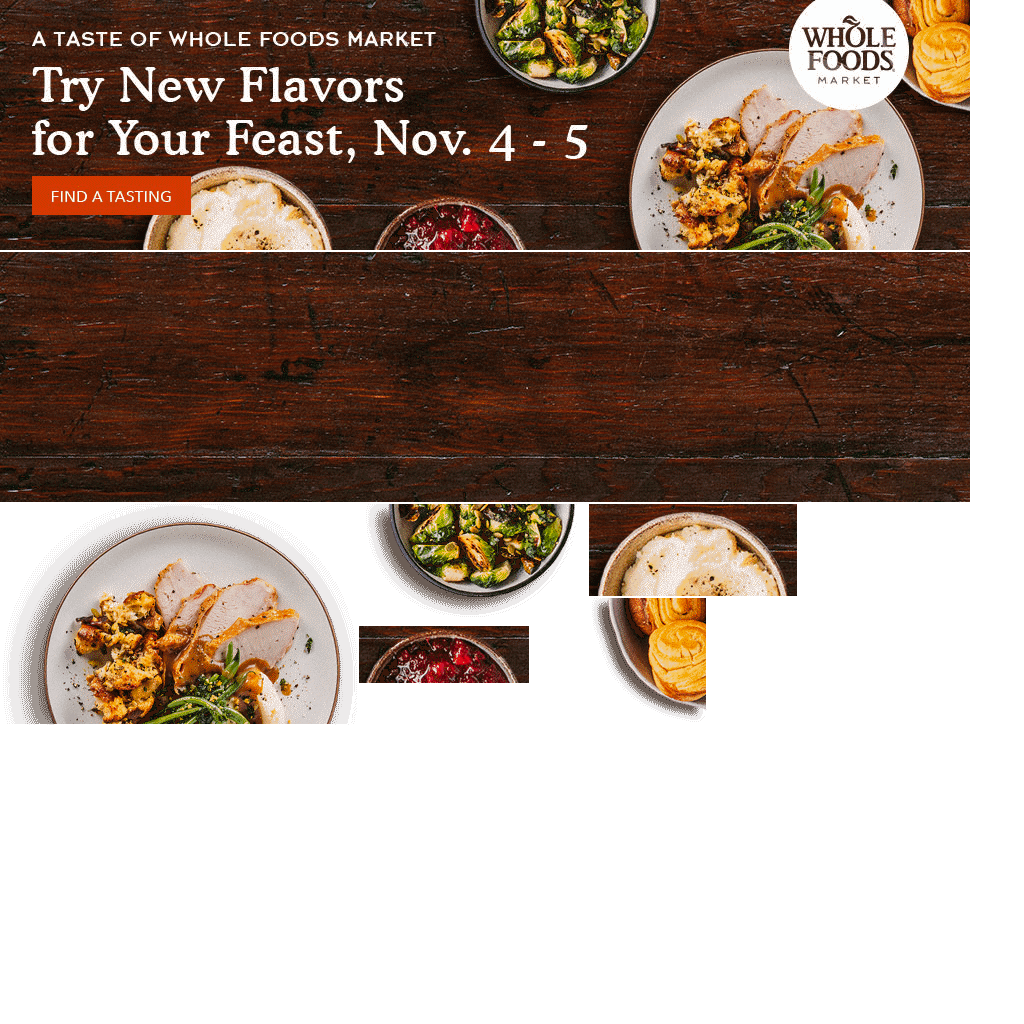 A TASTE OF WHOLE FOODS MARKET
Try New Flavors
for Your Feast, Nov. 4 - 5
FIND A TASTING
WHOLE
FOODS
MARKET